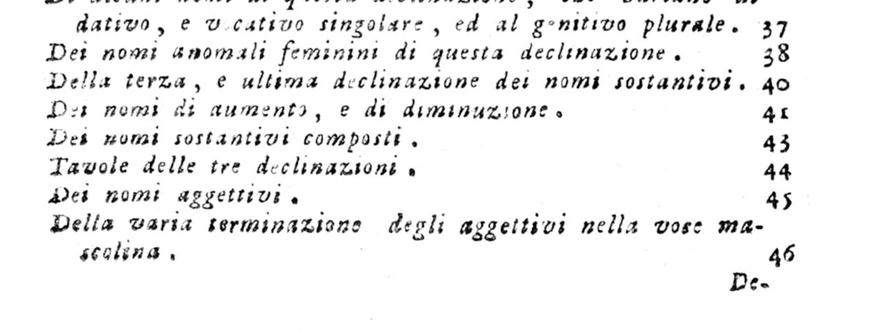 dativo, e vocativo singolare, ed al genitivo plurale. 37
Dei nomi anomali feminini di questa declinazione. 38
Della terza, e ultima declinazione dei nomi sostantivi. 40
Dei nomi di aumento, e di diminuzione. 41
Dei nomi sostantivi composti. 43
Tavole delle tre declinazioni. 44
Dei nomi aggettivi. 45
Della varia terminazione degli aggettivi nella vose ma-
scolina. 46
De-